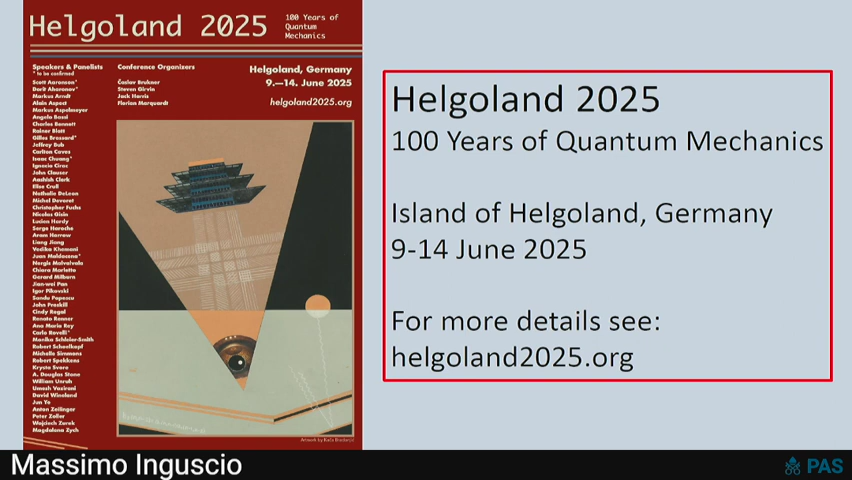 Helgoland 2025
100 Years of
Quantum
Mechanics
Speakers & Panelists
* to be confirmed
Scott Aaronson*
Dorit Aharonov*
Markus Arndt
Alain Aspect
Markus Aspelmeyer
Angelo Bassi
Charles Bennett
Rainer Blatt
Gilles Brassard*
Jeffrey Bub
Carlton Caves
Isaac Chuang*
Ignacio Cirac
John Clauser
Aashish Clerk
Elise Crull
Nathalie DeLeon
Michel Devoret
Christopher Fuchs
Nicolas Gisin
Lucien Hardy
Serge Haroche
Aram Harrow
Liang Jiang
Vedika Khemani
Juan Maldacena*
Nergis Mavalvala
Chiara Marletto
Gerard Milburn
Jian-wei Pan
Igor Pikovski
Sandu Popescu
John Preskill
Cindy Regal
Renato Renner
Ana Maria Rey
Carlo Rovelli*
Monika Schleier-Smith
Robert Schoelkopf
Michelle Simmons
Robert Spekkens
Krysta Svore
A. Douglas Stone
William Unruh
Umesh Vazirani
David Wineland
Jun Ye
Anton Zeilinger
Peter Zoller
Wojciech Zurek
Magdalena Zych
Conference Organizers
Časlav Brukner
Steven Girvin
Jack Harris
Florian Marquardt
Helgoland, Germany
9.—14. June 2025
helgoland2025.org
Helgoland 2025
100 Years of Quantum Mechanics
Island of Helgoland, Germany
9-14 June 2025
For more details see:
helgoland2025.org
Massimo Inguscio
PAS